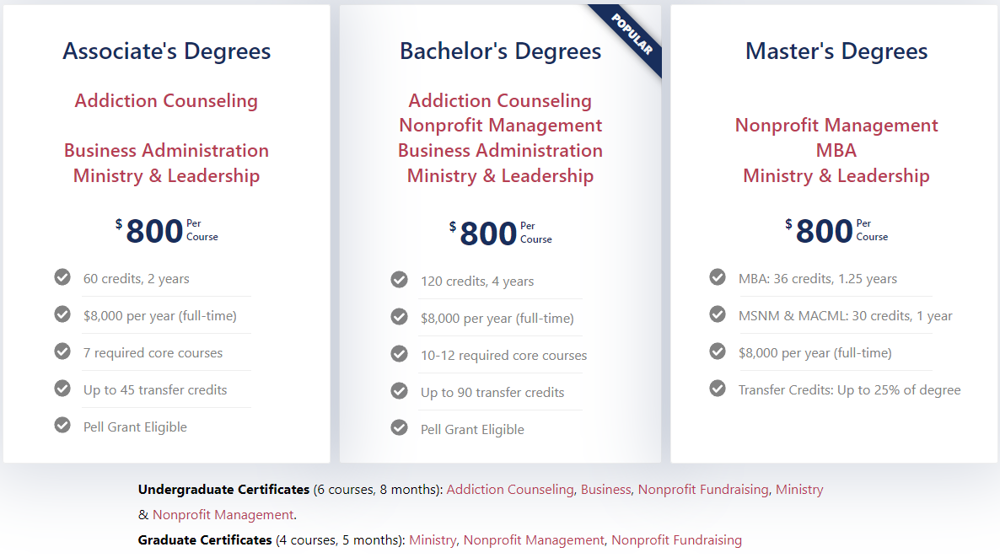 Associate's Degrees
Addiction Counseling
Business Administration
Ministry & Leadership
$ 800 Per Course
60 credits, 2 years
$8,000 per year (full-time)
7 required core courses
Up to 45 transfer credits
Pell Grant Eligible
POPULAR
Bachelor's Degrees
Addiction Counseling
Nonprofit Management
Business Administration
Ministry & Leadership
$ 800 Per Course
120 credits, 4 years
$8,000 per year (full-time)
10-12 required core courses
Up to 90 transfer credits
Pell Grant Eligible
Master's Degrees
Nonprofit Management
MBA
Ministry & Leadership
$ 800 Per Course
MBA: 36 credits, 1.25 years
MSNM & MACML: 30 credits, 1 year
$8,000 per year (full-time)
Transfer Credits: Up to 25% of degree
Undergraduate Certificates (6 courses, 8 months): Addiction Counseling, Business, Nonprofit Fundraising, Ministry
& Nonprofit Management.
Graduate Certificates (4 courses, 5 months): Ministry, Nonprofit Management, Nonprofit Fundraising